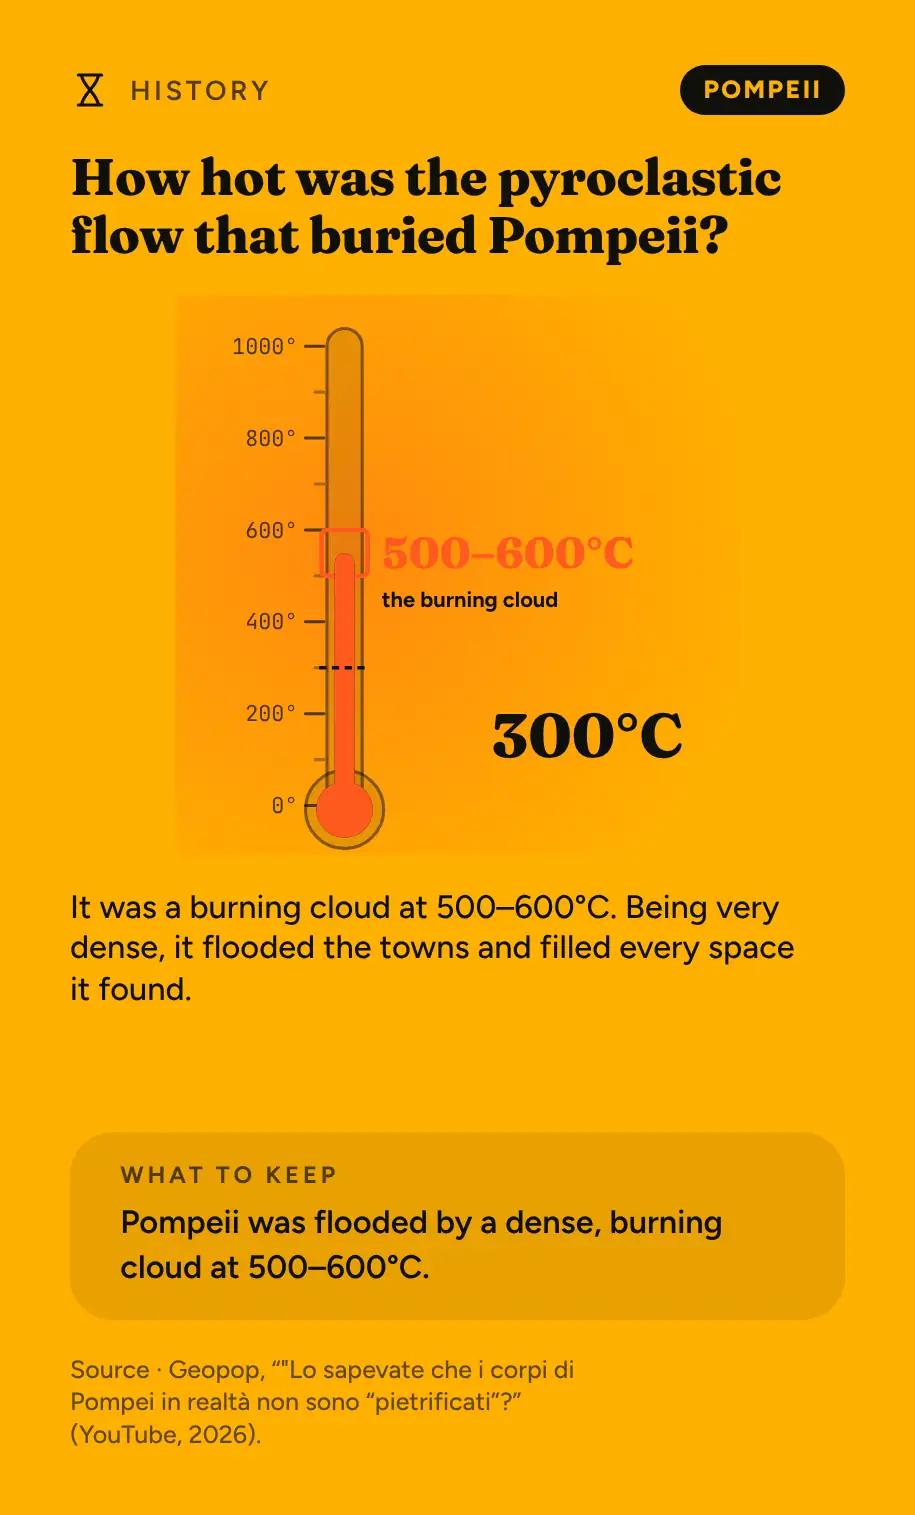 HISTORY
POMPEII
How hot was the pyroclastic
flow that buried Pompeii?
1000°
800°
600°
500–600°C
the burning cloud
400°
200°
300°C
0°
It was a burning cloud at 500–600°C. Being very
dense, it flooded the towns and filled every space
it found.
WHAT TO KEEP
Pompeii was flooded by a dense, burning
cloud at 500–600°C.
Source · Geopop, “"Lo sapevate che i corpi di
Pompei in realtà non sono “pietrificati”?”
(YouTube, 2026).